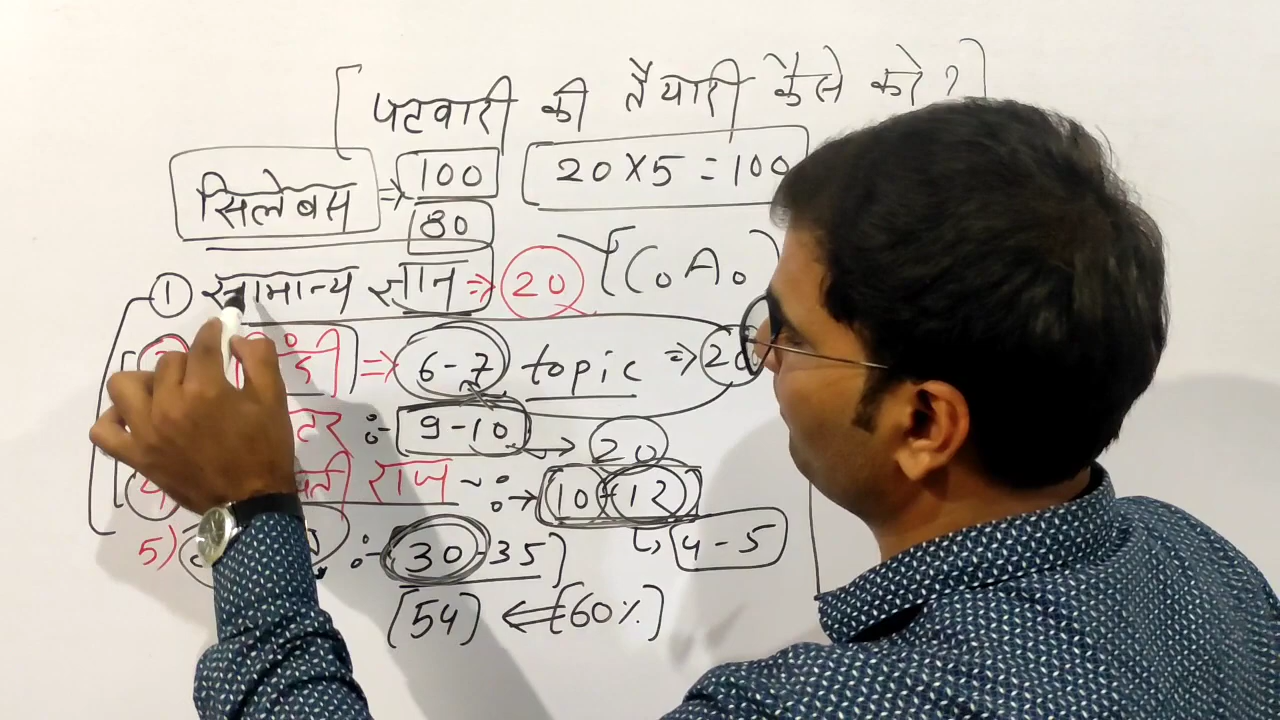 [ पटवारी की तैयारी कैसे करे ? ]
सिलेबस => 100 20 X 5 = 100
80
① सामान्य ज्ञान => 20 {C.A.}
=> 6-7 topic => 20
:- 9-10 → 20
राज -:→ 10-12
↳ 4-5
5) :- 30-35
[54] <= [60%]